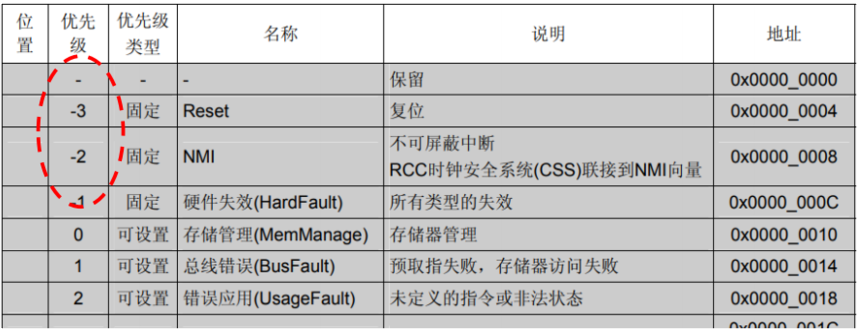 位置 优先级 优先级类型 名称 说明 地址
- - - 保留 0x0000_0000
-3 固定 Reset 复位 0x0000_0004
-2 固定 NMI 不可屏蔽中断
RCC时钟安全系统(CSS)联接到NMI向量 0x0000_0008
-1 固定 硬件失效(HardFault) 所有类型的失效 0x0000_000C
0 可设置 存储管理(MemManage) 存储器管理 0x0000_0010
1 可设置 总线错误(BusFault) 预取指失败，存储器访问失败 0x0000_0014
2 可设置 错误应用(UsageFault) 未定义的指令或非法状态 0x0000_0018